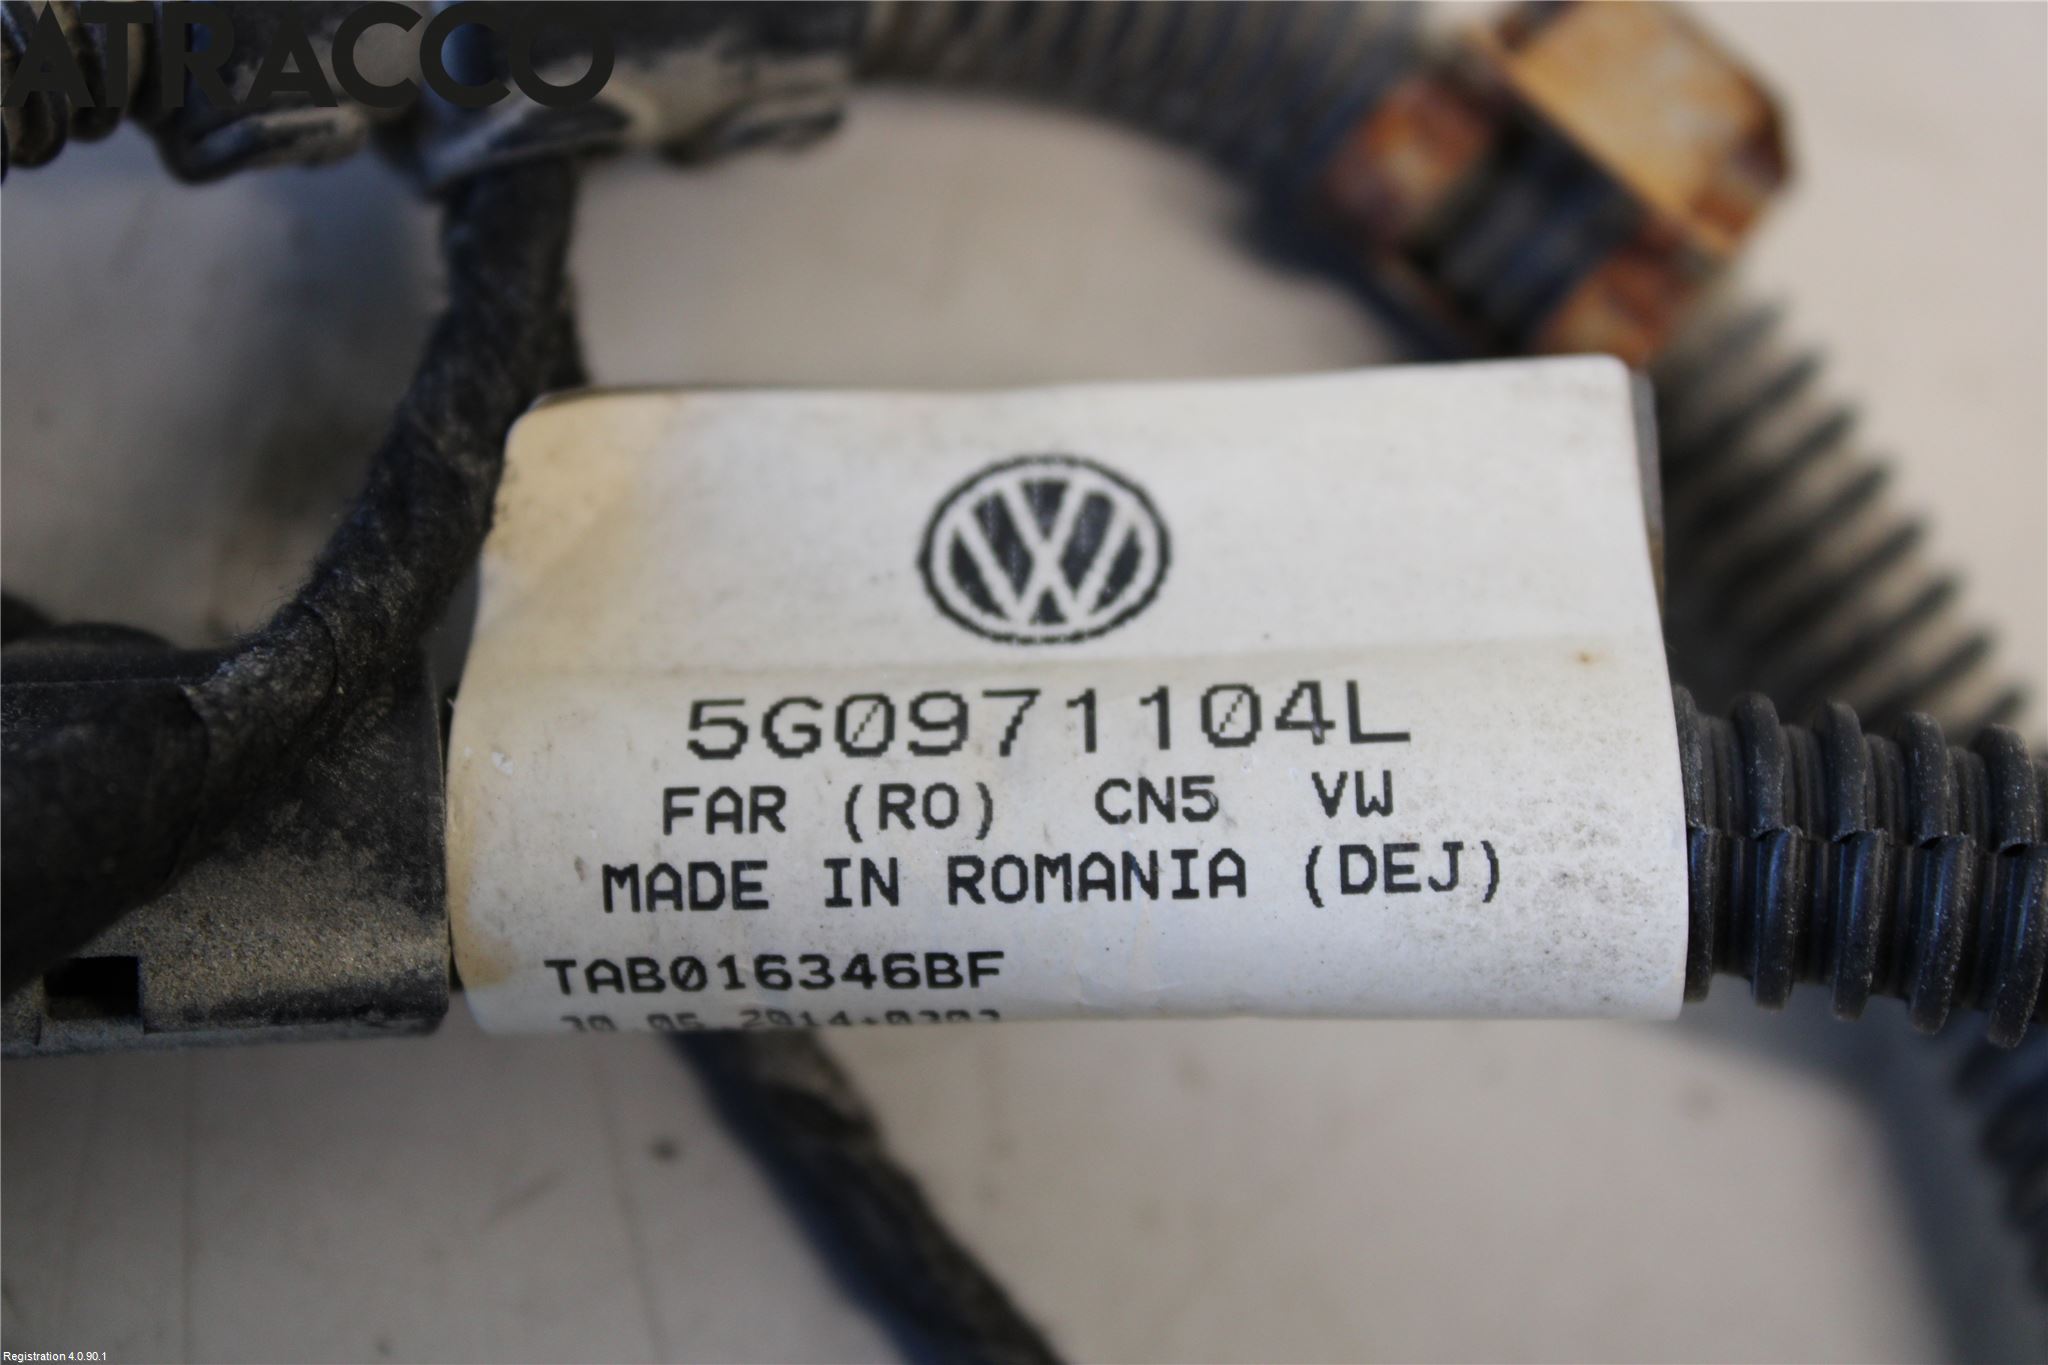 ATRACCO
5G0971104L
FAR (RO) CN5 VW
MADE IN ROMANIA (DEJ)
TAB016346BF
Registration 4.0.90.1